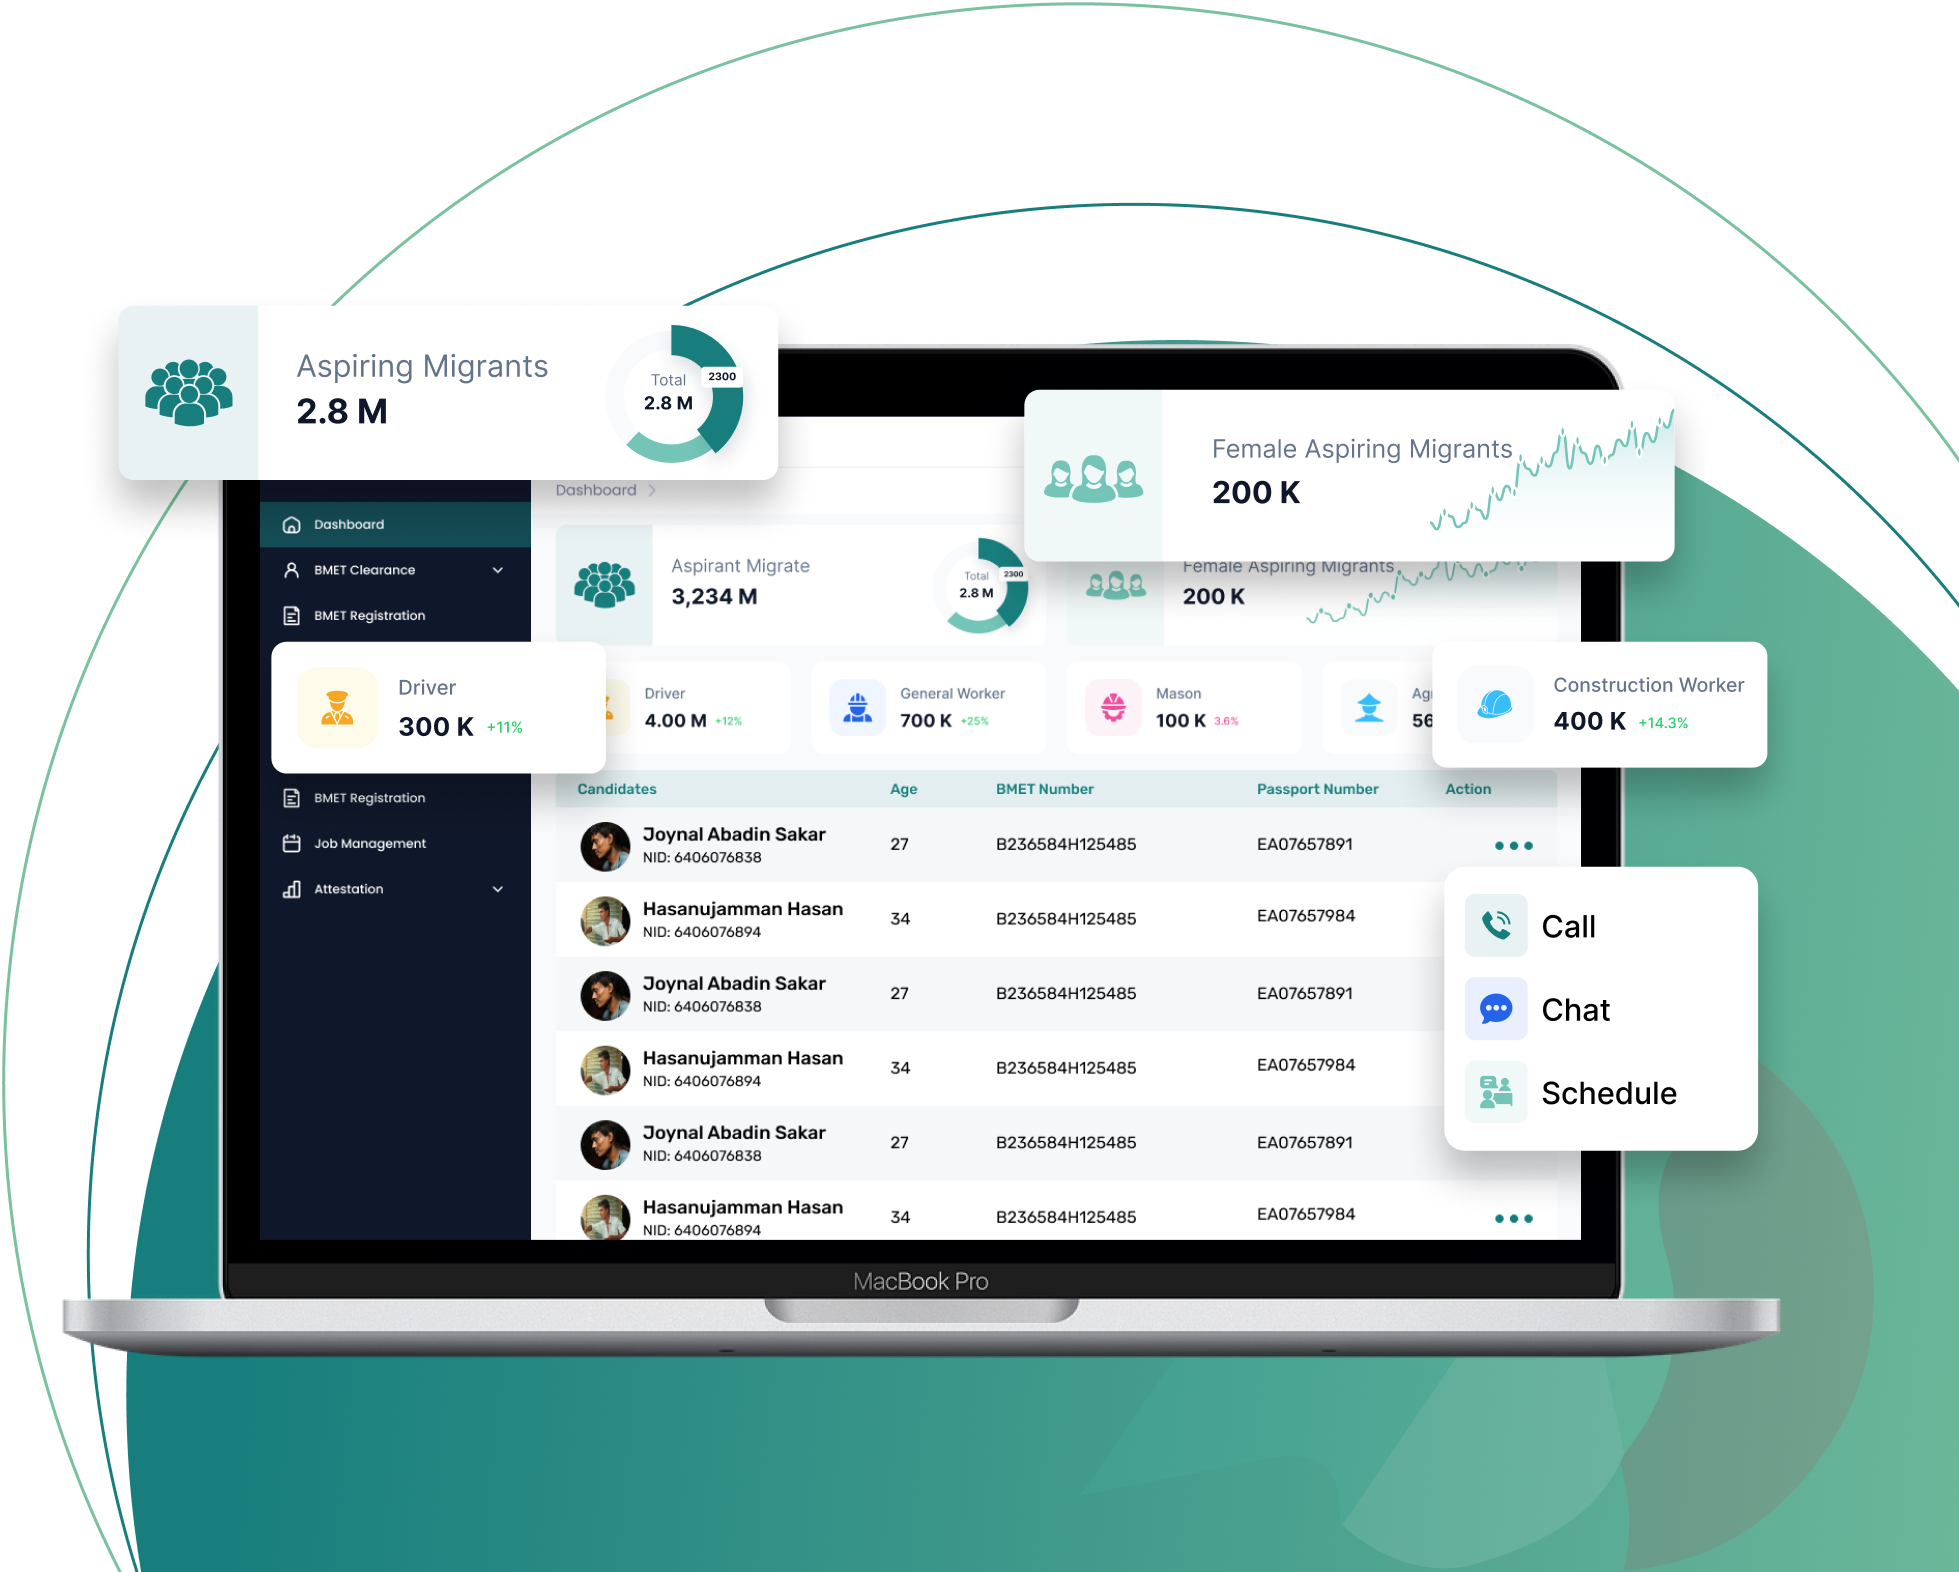 Aspiring Migrants
2.8 M
Total
2.8 M
2300
Female Aspiring Migrants
200 K
Dashboard
Dashboard
BMET Clearance
BMET Registration
Aspirant Migrate
3,234 M
Total
2.8 M
2300
Female Aspiring Migrants
200 K
Driver
300 K +11%
Driver
4.00 M +12%
General Worker
700 K +25%
Mason
100 K 3.6%
Ag
56
Construction Worker
400 K +14.3%
BMET Registration
Job Management
Attestation
Candidates Age BMET Number Passport Number Action
Joynal Abadin Sakar
NID: 6406076838
27 B236584H125485 EA07657891
Hasanujamman Hasan
NID: 6406076894
34 B236584H125485 EA07657984
Joynal Abadin Sakar
NID: 6406076838
27 B236584H125485 EA07657891
Hasanujamman Hasan
NID: 6406076894
34 B236584H125485 EA07657984
Joynal Abadin Sakar
NID: 6406076838
27 B236584H125485 EA07657891
Hasanujamman Hasan
NID: 6406076894
34 B236584H125485 EA07657984
Call
Chat
Schedule
MacBook Pro